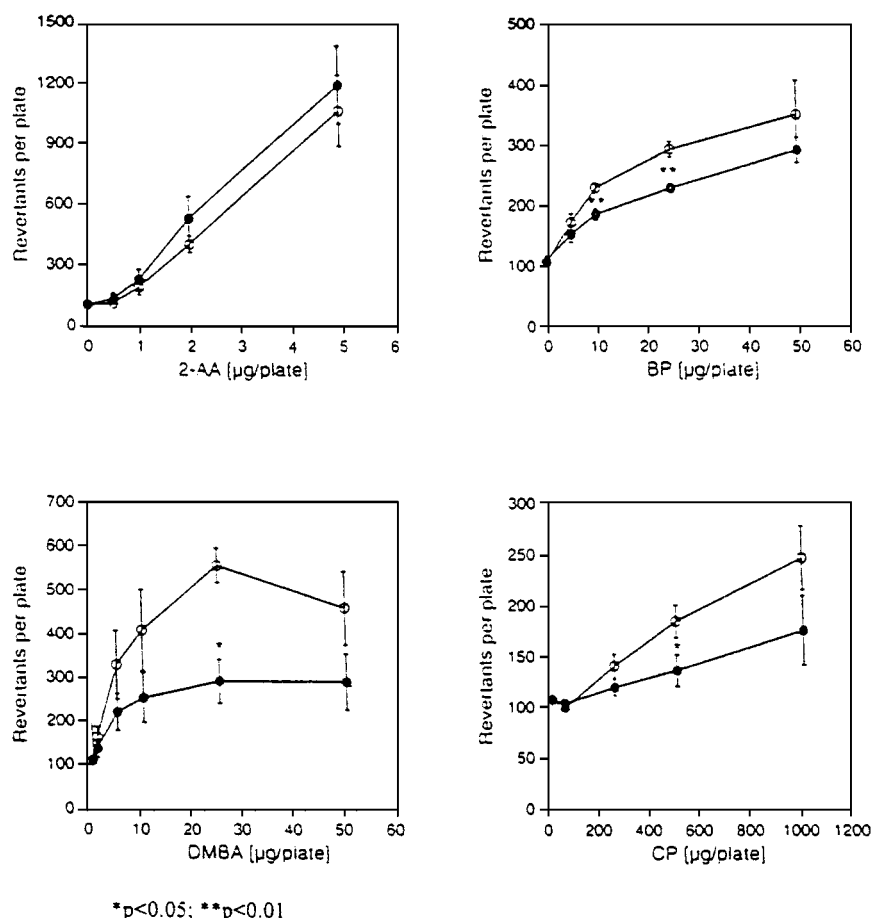 1500
1200
900
600
300
0
Revertants per plate
0 1 2 3 4 5 6
2-AA [µg/plate]
500
400
300
200
100
0
Revertants per plate
**
**
0 10 20 30 40 50 60
BP [µg/plate]
700
600
500
400
300
200
100
0
Revertants per plate
*
0 10 20 30 40 50 60
DMBA [µg/plate]
300
250
200
150
100
50
0
Revertants per plate
*
0 200 400 600 800 1000 1200
CP [µg/plate]
*p<0.05; **p<0.01